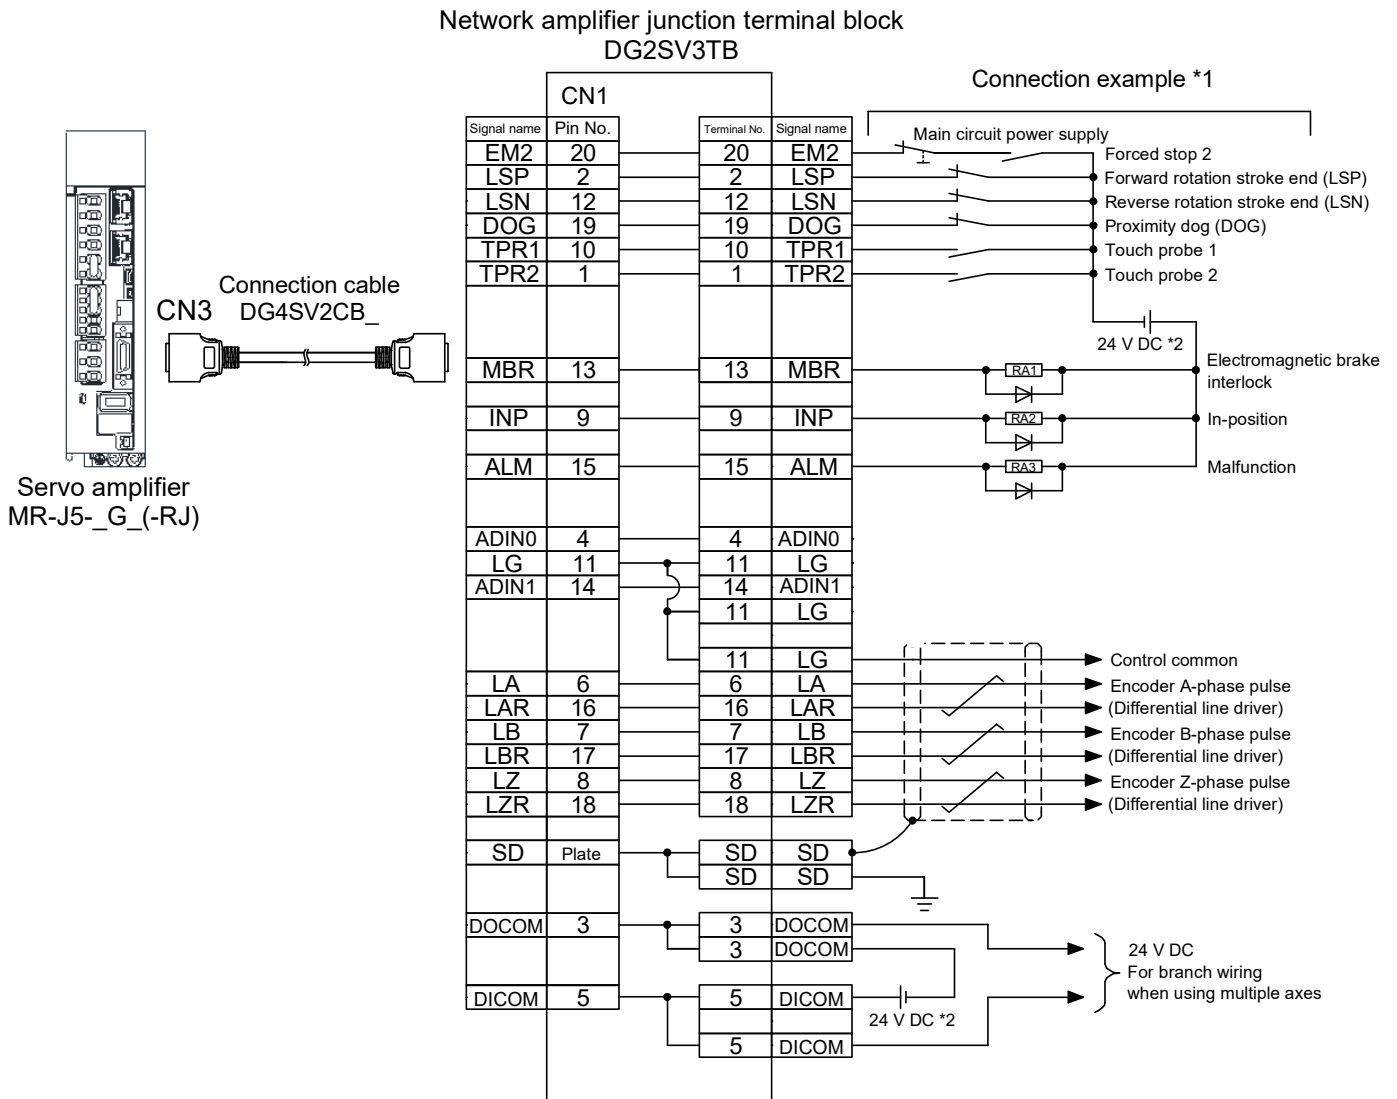 Network amplifier junction terminal block
DG2SV3TB
Connection example *1
CN1
Signal name Pin No. Terminal No. Signal name
Main circuit power supply
EM2 20 20 EM2 Forced stop 2
LSP 2 2 LSP Forward rotation stroke end (LSP)
LSN 12 12 LSN Reverse rotation stroke end (LSN)
DOG 19 19 DOG Proximity dog (DOG)
TPR1 10 10 TPR1 Touch probe 1
TPR2 1 1 TPR2 Touch probe 2
Connection cable
CN3 DG4SV2CB_
24 V DC *2
MBR 13 13 MBR RA1 Electromagnetic brake
interlock
INP 9 9 INP RA2 In-position
ALM 15 15 ALM RA3 Malfunction
Servo amplifier
MR-J5-_G_(-RJ)
ADIN0 4 4 ADIN0
LG 11 11 LG
ADIN1 14 14 ADIN1
11 LG
11 LG Control common
LA 6 6 LA Encoder A-phase pulse
LAR 16 16 LAR (Differential line driver)
LB 7 7 LB Encoder B-phase pulse
LBR 17 17 LBR (Differential line driver)
LZ 8 8 LZ Encoder Z-phase pulse
LZR 18 18 LZR (Differential line driver)
SD Plate SD SD
SD SD
DOCOM 3 3 DOCOM
3 DOCOM 24 V DC
For branch wiring
when using multiple axes
DICOM 5 5 DICOM
24 V DC *2
5 DICOM